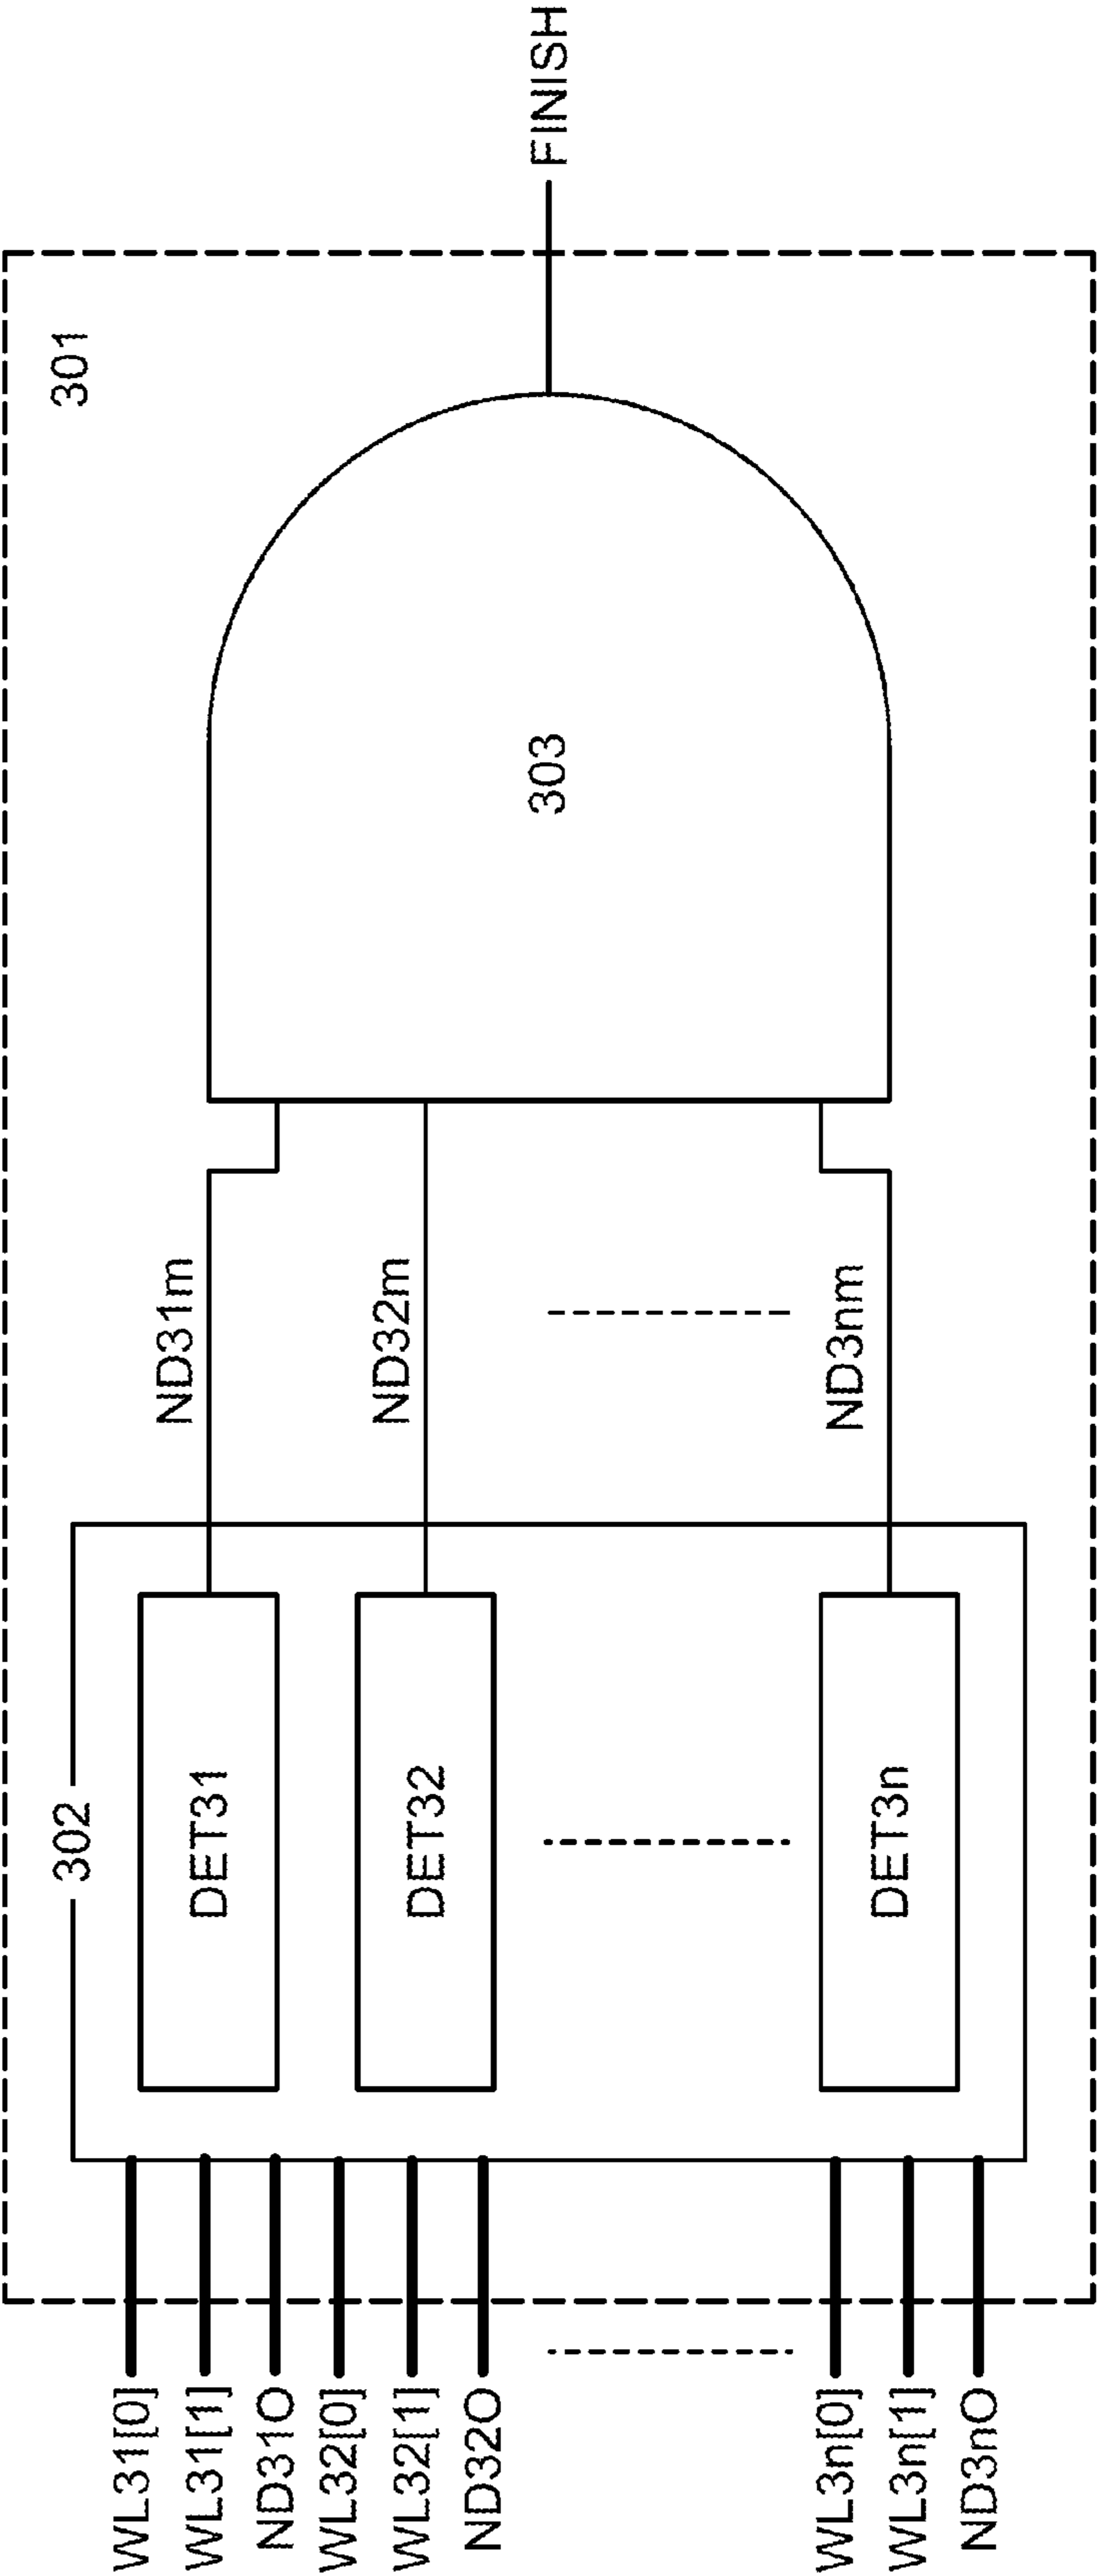 301
302
WL31[0]
WL31[1]
ND31O
WL32[0]
WL32[1]
ND32O
WL3n[0]
WL3n[1]
ND3nO
DET31
DET32
DET3n
ND31m
ND32m
ND3nm
303
FINISH